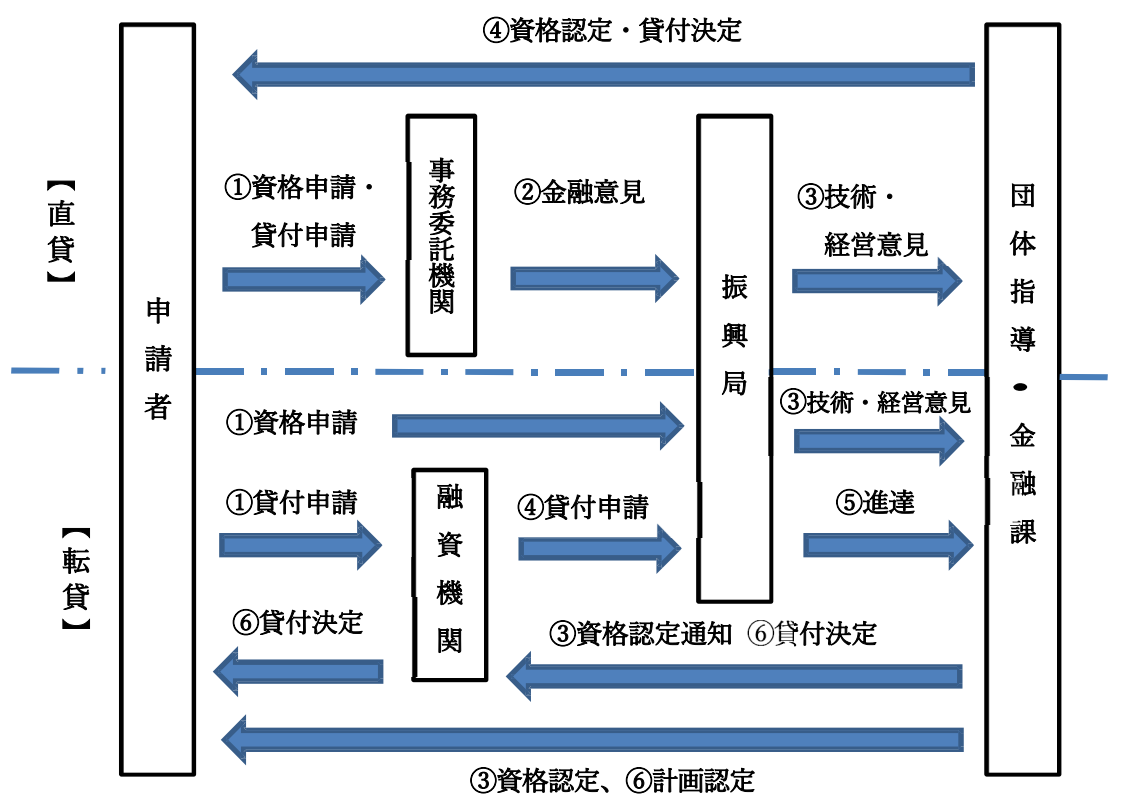 ④資格認定・貸付決定
【直貸】
①資格申請・
貸付申請
事務委託機関
②金融意見
③技術・
経営意見
申請者
振興局
団体指導・金融課
①資格申請
③技術・経営意見
【転貸】
①貸付申請
融資機関
④貸付申請
⑤進達
⑥貸付決定
③資格認定通知 ⑥貸付決定
③資格認定、⑥計画認定